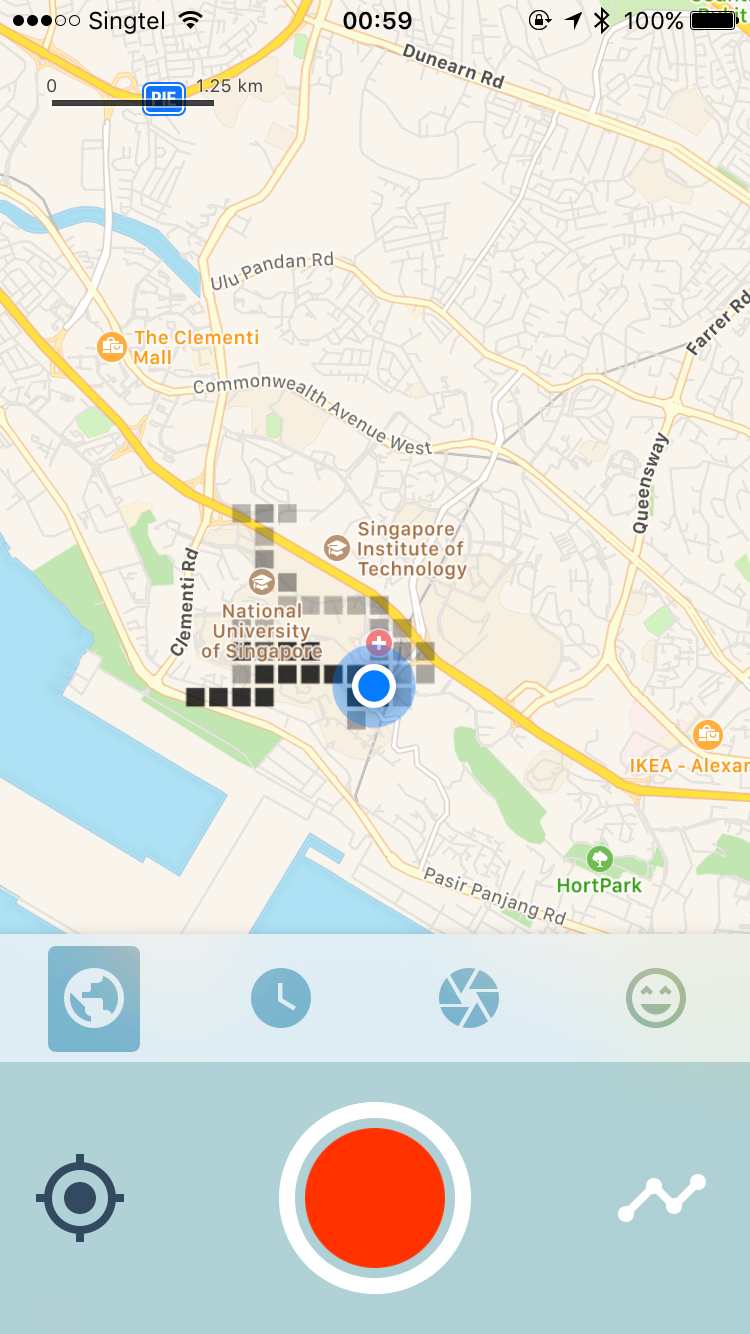 Singtel
00:59
100%
Dunearn Rd
0
1.25 km
PIE
Ulu Pandan Rd
The Clementi
Mall
Farrer Rd
Commonwealth Avenue West
Queensway
Singapore
Institute of
Technology
Clementi Rd
National
University
of Singapore
IKEA - Alexar
HortPark
Pasir Panjang Rd